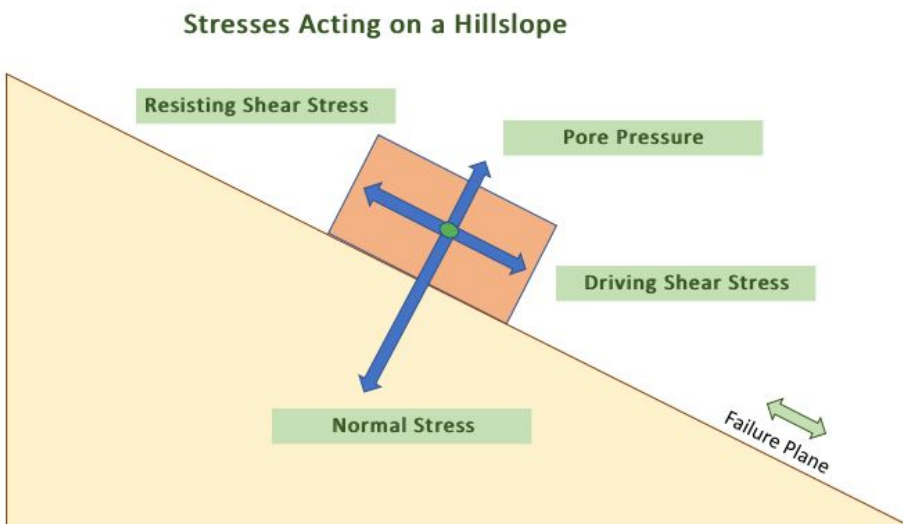 Stresses Acting on a Hillslope
Resisting Shear Stress
Pore Pressure
Driving Shear Stress
Normal Stress
Failure Plane